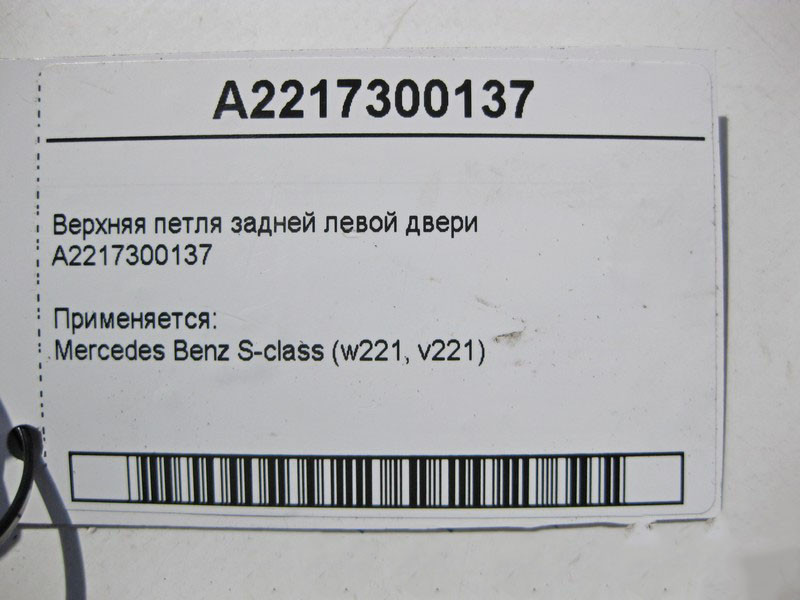 A2217300137
Верхняя петля задней левой двери
A2217300137
Применяется:
Mercedes Benz S-class (w221, v221)